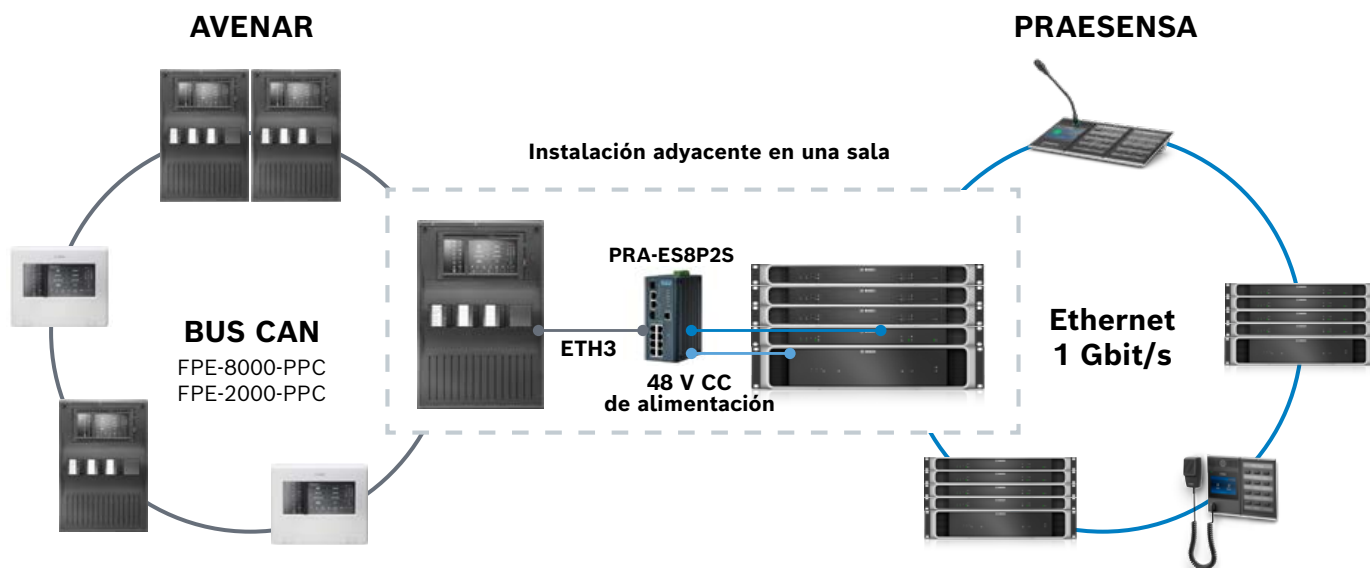 AVENAR
PRAESENSA
Instalación adyacente en una sala
PRA-ES8P2S
BUS CAN
FPE-8000-PPC
FPE-2000-PPC
ETH3
48 V CC
de alimentación
Ethernet
1 Gbit/s